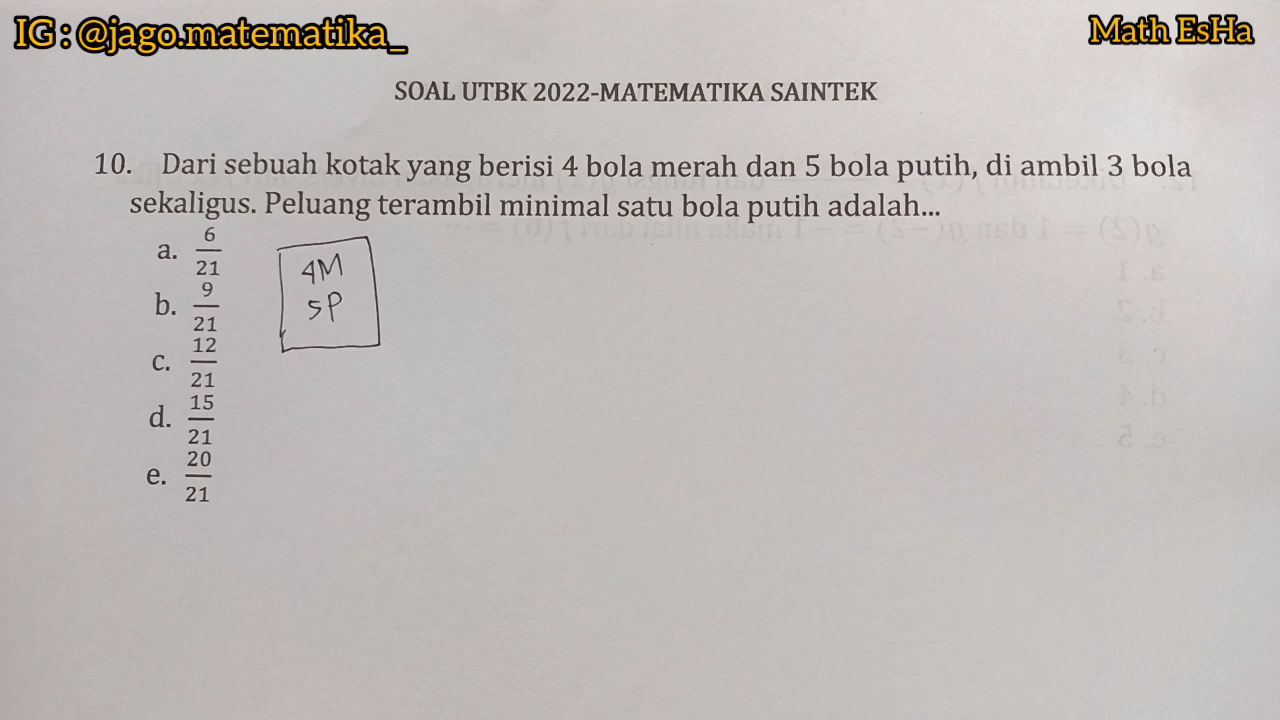 IG : @jago.matematika_
Math EsHa
SOAL UTBK 2022-MATEMATIKA SAINTEK
10. Dari sebuah kotak yang berisi 4 bola merah dan 5 bola putih, di ambil 3 bola
sekaligus. Peluang terambil minimal satu bola putih adalah...
a. 6/21
b. 9/21
c. 12/21
d. 15/21
e. 20/21
4M
5P